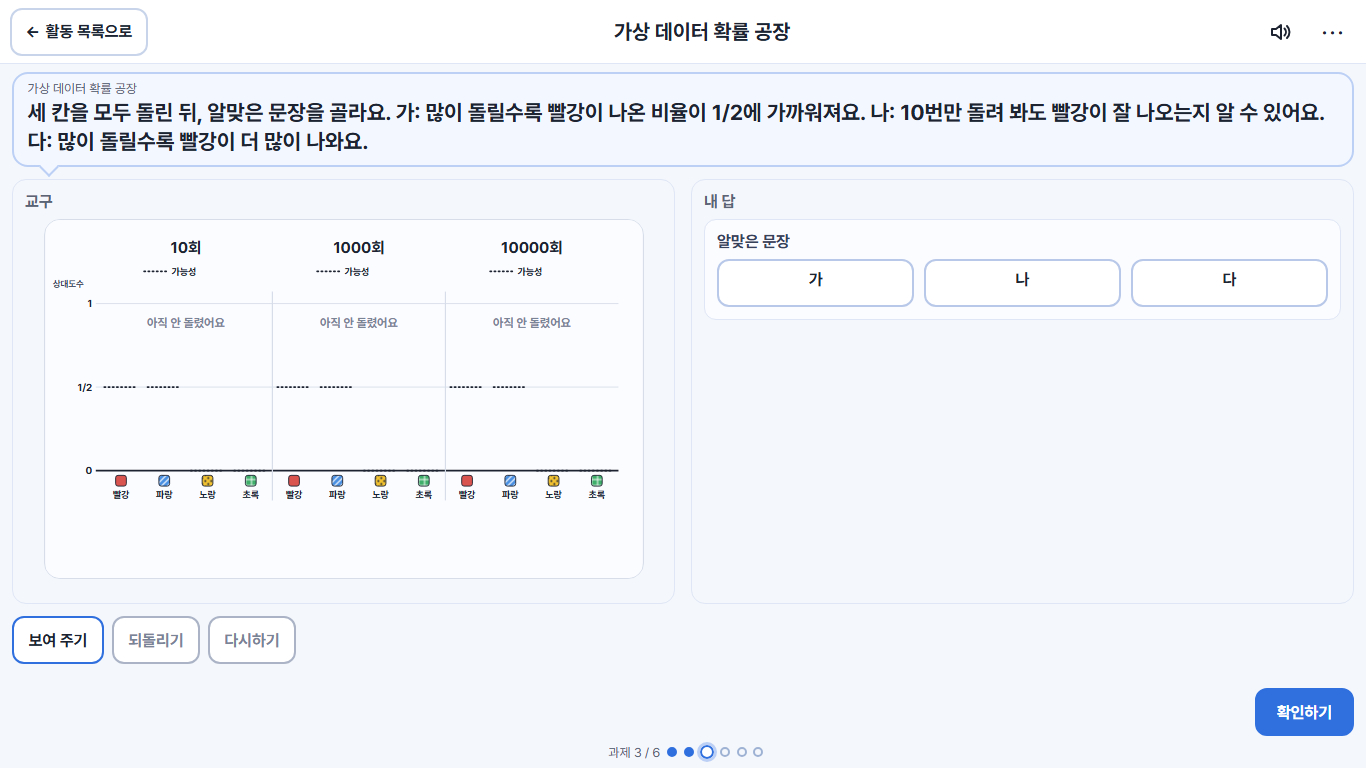 ← 활동 목록으로
가상 데이터 확률 공장
...
가상 데이터 확률 공장
세 칸을 모두 돌린 뒤, 알맞은 문장을 골라요. 가: 많이 돌릴수록 빨강이 나온 비율이 1/2에 가까워져요. 나: 10번만 돌려 봐도 빨강이 잘 나오는지 알 수 있어요.
다: 많이 돌릴수록 빨강이 더 많이 나와요.
교구
10회 1000회 10000회
가능성 가능성 가능성
상대도수
1
아직 안 돌렸어요 아직 안 돌렸어요 아직 안 돌렸어요
1/2
0
빨강 파랑 노랑 초록 빨강 파랑 노랑 초록 빨강 파랑 노랑 초록
내 답
알맞은 문장
가 나 다
보여 주기 되돌리기 다시하기
확인하기
과제 3 / 6